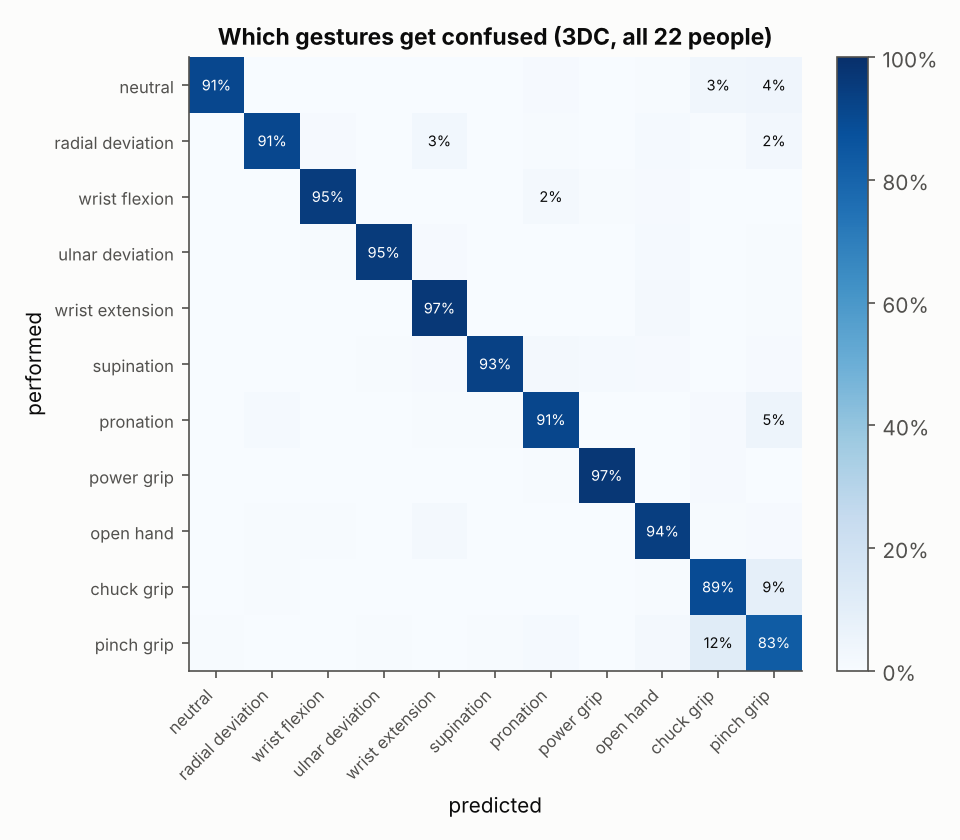 Which gestures get confused (3DC, all 22 people)
neutral 91% 3% 4%
radial deviation 91% 3% 2%
wrist flexion 95% 2%
ulnar deviation 95%
wrist extension 97%
supination 93%
pronation 91% 5%
power grip 97%
open hand 94%
chuck grip 89% 9%
pinch grip 12% 83%
performed
neutral
radial deviation
wrist flexion
ulnar deviation
wrist extension
supination
pronation
power grip
open hand
chuck grip
pinch grip
predicted
100%
80%
60%
40%
20%
0%